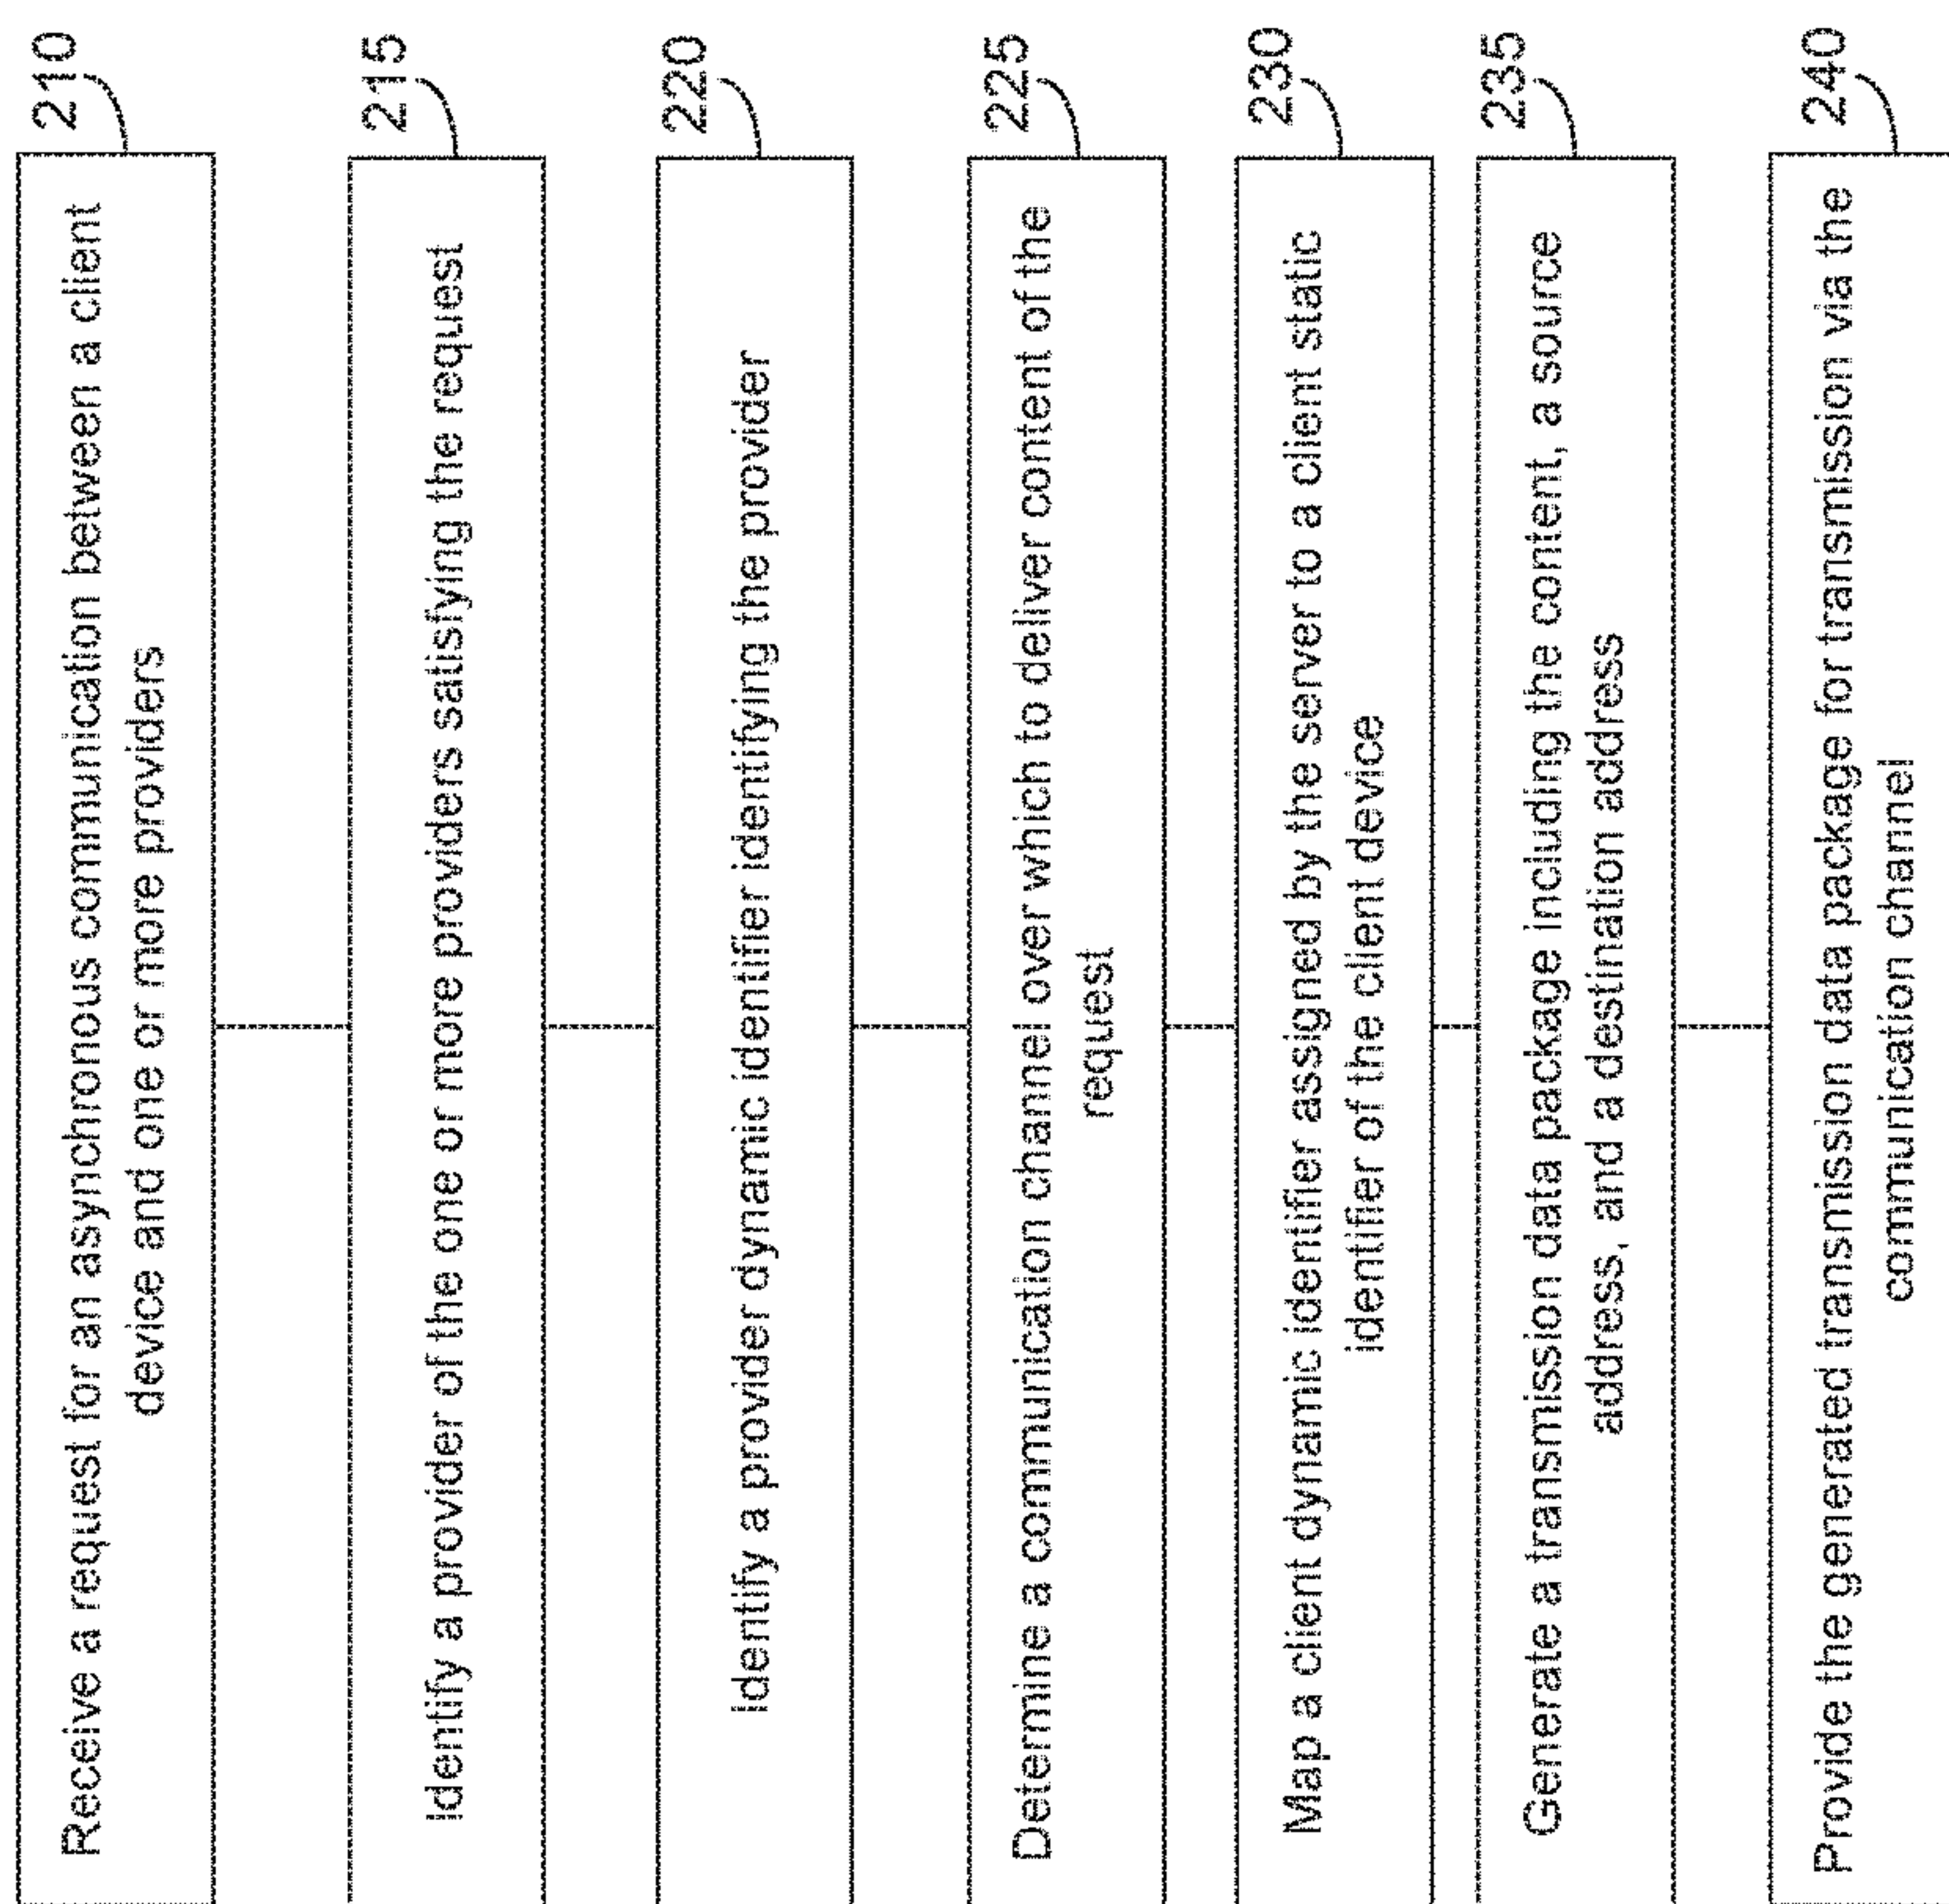 210
Receive a request for an asynchronous communication between a client
device and one or more providers
215
Identify a provider of the one or more providers satisfying the request
220
Identify a provider dynamic identifier identifying the provider
225
Determine a communication channel over which to deliver content of the
request
230
Map a client dynamic identifier assigned by the server to a client static
identifier of the client device
235
Generate a transmission data package including the content, a source
address, and a destination address
240
Provide the generated transmission data package for transmission via the
communication channel